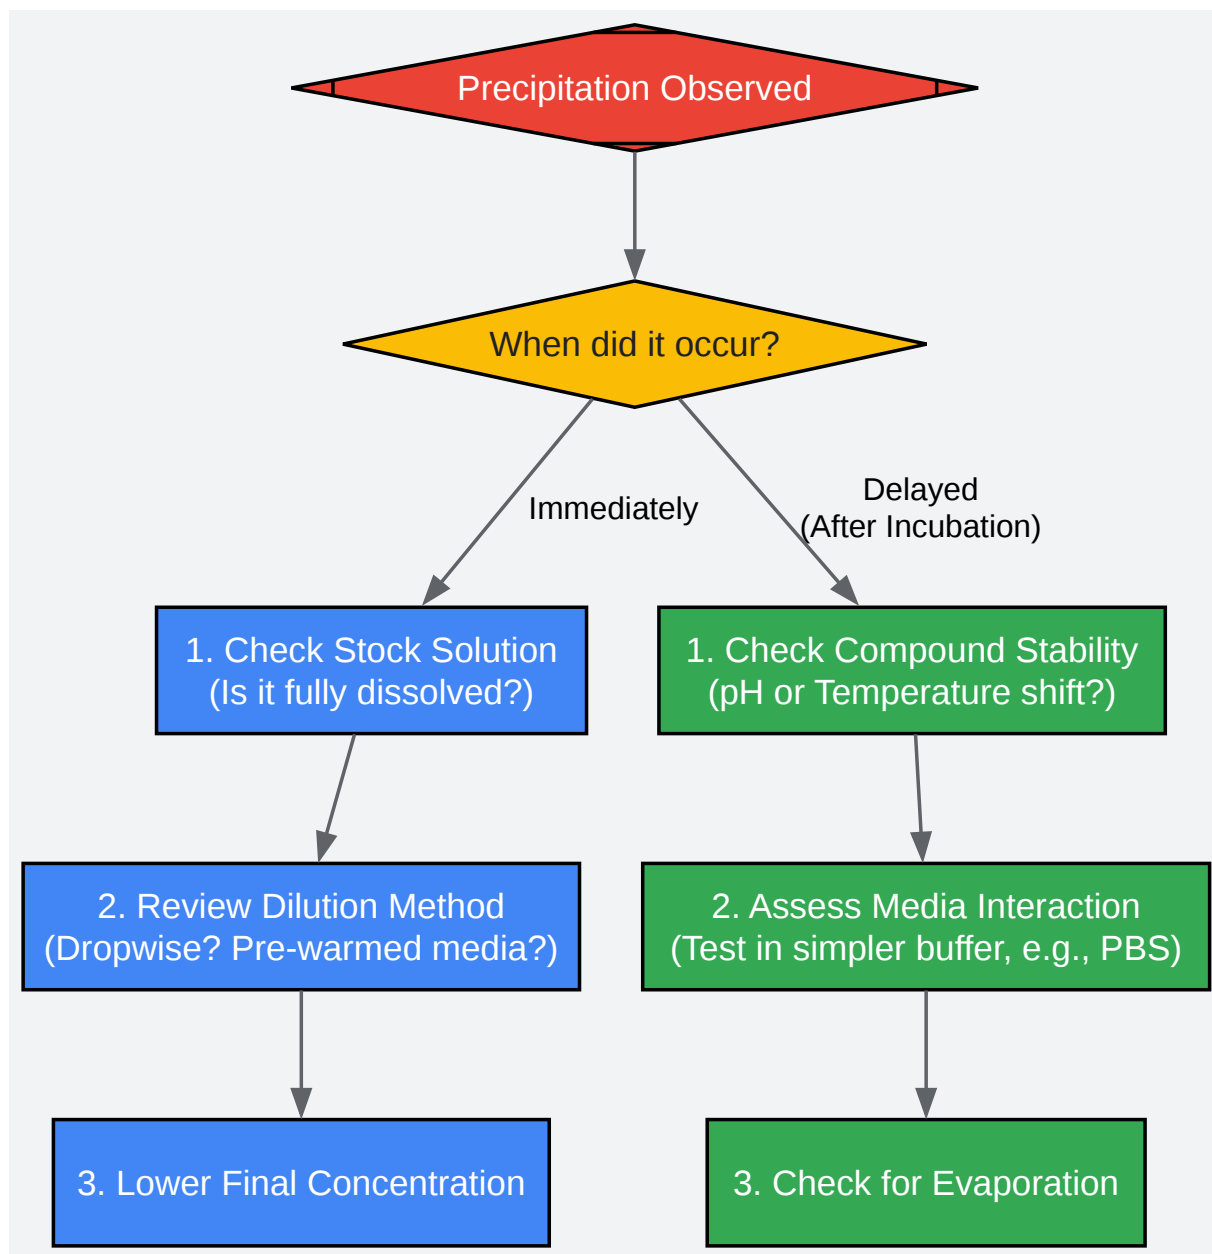 Precipitation Observed
When did it occur?
Immediately
Delayed
(After Incubation)
1. Check Stock Solution
(Is it fully dissolved?)
1. Check Compound Stability
(pH or Temperature shift?)
2. Review Dilution Method
(Dropwise? Pre-warmed media?)
2. Assess Media Interaction
(Test in simpler buffer, e.g., PBS)
3. Lower Final Concentration
3. Check for Evaporation